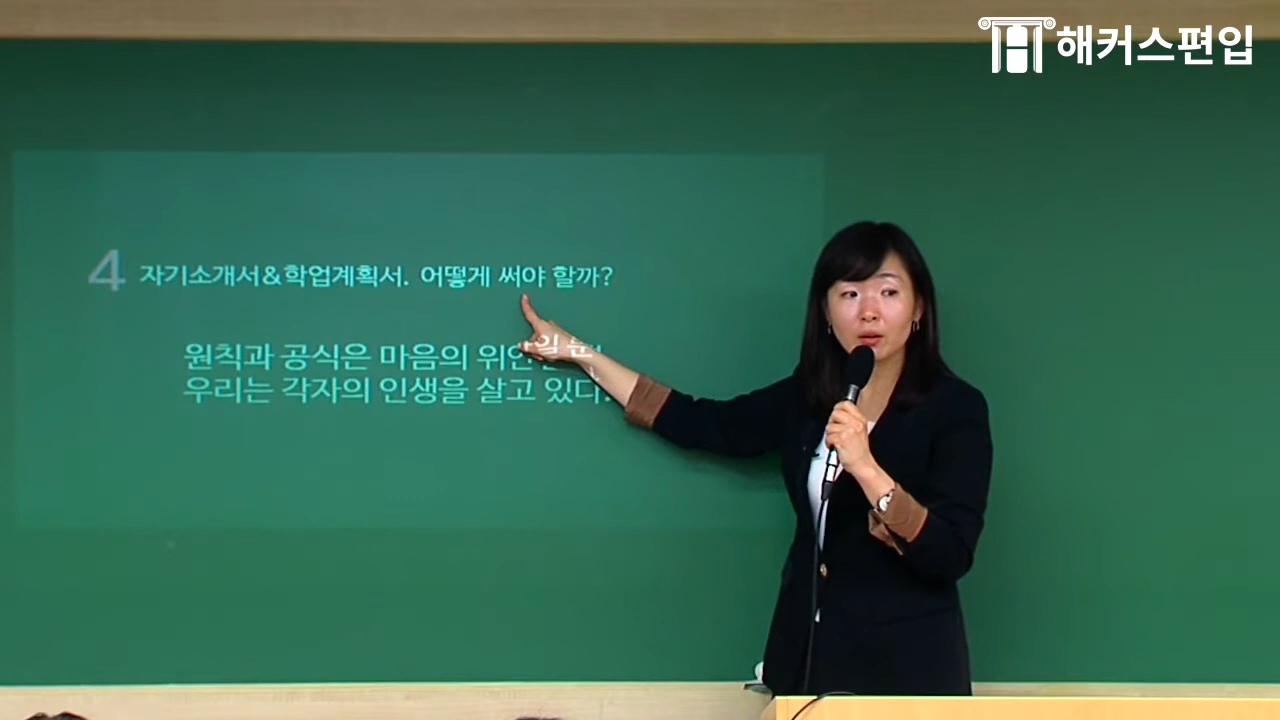 해커스편입
4 자기소개서&학업계획서. 어떻게 써야 할까?
원칙과 공식은 마음의 위안일 뿐
우리는 각자의 인생을 살고 있다.